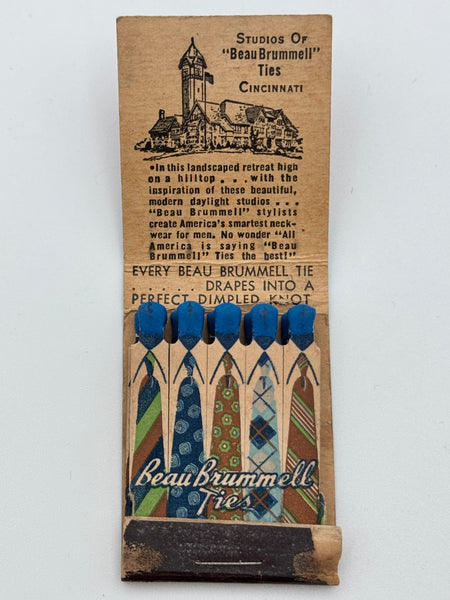 STUDIOS OF
"Beau Brummell"
Ties
CINCINNATI
•In this landscaped retreat high
on a hilltop . . . with the
inspiration of these beautiful,
modern daylight studios . . .
"Beau Brummell" stylists
create America's smartest neck-
wear for men. No wonder "All
America is saying "Beau
Brummell" Ties the best!"
EVERY BEAU BRUMMELL TIE
. . . . . DRAPES INTO A
PERFECT DIMPLED KNOT
Beau Brummell
Ties